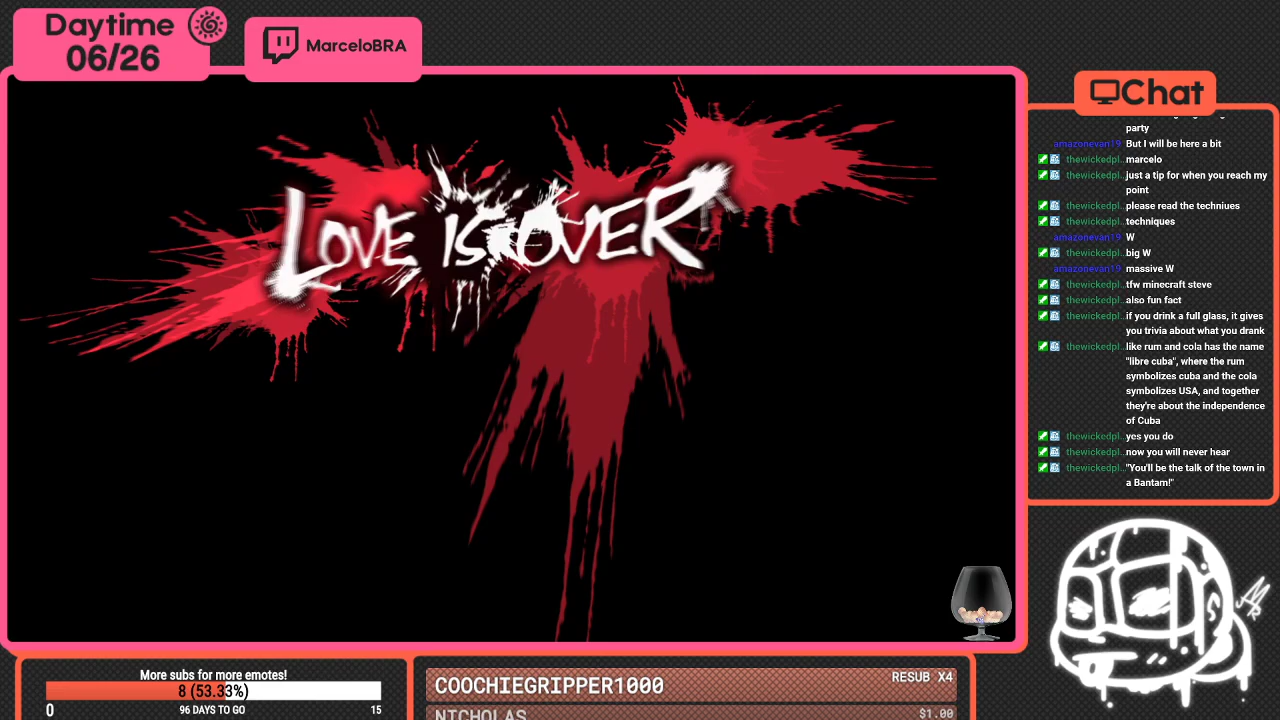 Daytime
06/26
MarceloBRA
LOVE IS OVER
Chat
party
amazonevan19: But I will be here a bit
thewickedpl...: marcelo
thewickedpl...: just a tip for when you reach my
point
thewickedpl...: please read the techniues
thewickedpl...: techniques
amazonevan19: W
thewickedpl...: big W
amazonevan19: massive W
thewickedpl...: tfw minecraft steve
thewickedpl...: also fun fact
thewickedpl...: if you drink a full glass, it gives
you trivia about what you drank
thewickedpl...: like rum and cola has the name
"libre cuba", where the rum
symbolizes cuba and the cola
symbolizes USA, and together
they're about the independence
of Cuba
thewickedpl...: yes you do
thewickedpl...: now you will never hear
thewickedpl...: "You'll be the talk of the town in
a Bantam!"
More subs for more emotes!
8 (53.33%)
0 96 DAYS TO GO 15
COOCHIEGRIPPER1000 RESUB X4
NICHOLAS $1.00